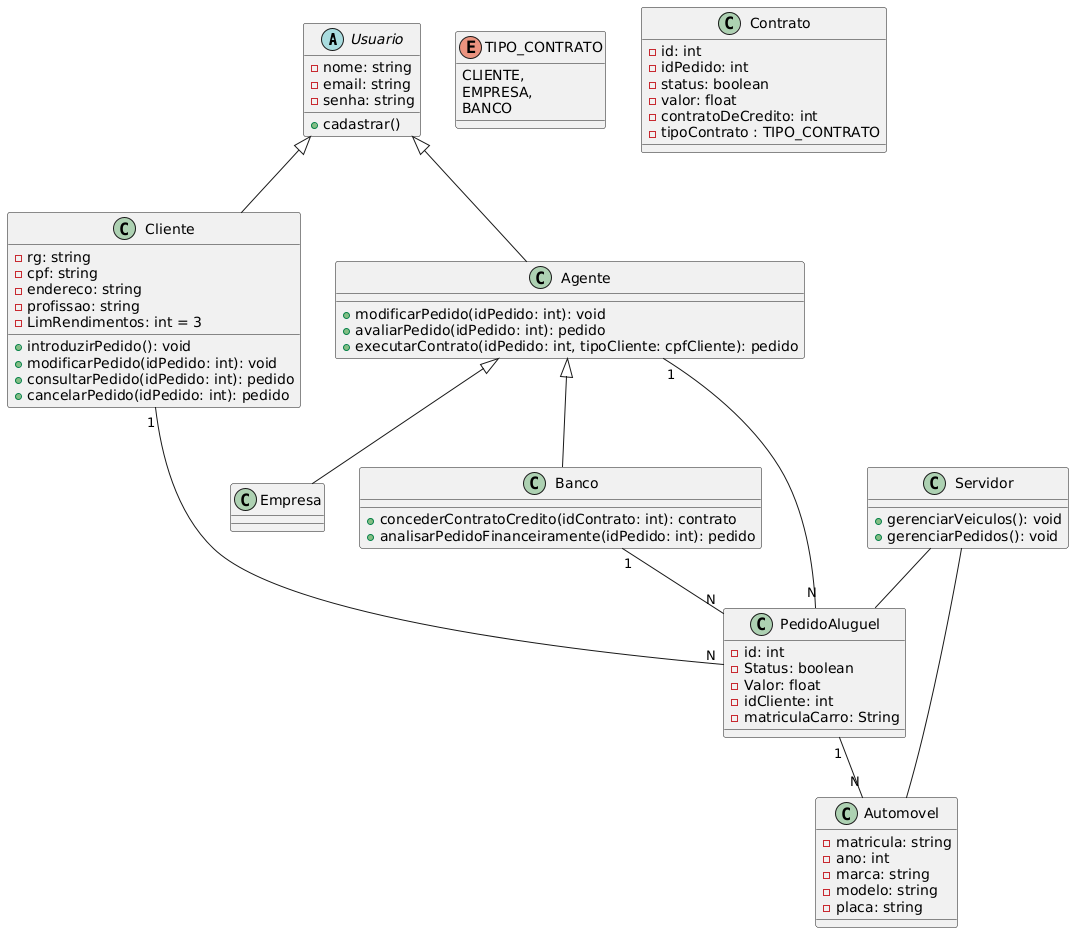 A Usuario
nome: string
email: string
senha: string
cadastrar()
E TIPO_CONTRATO
CLIENTE,
EMPRESA,
BANCO
C Contrato
id: int
idPedido: int
status: boolean
valor: float
contratoDeCredito: int
tipoContrato : TIPO_CONTRATO
C Cliente
rg: string
cpf: string
endereco: string
profissao: string
LimRendimentos: int = 3
introduzirPedido(): void
modificarPedido(idPedido: int): void
consultarPedido(idPedido: int): pedido
cancelarPedido(idPedido: int): pedido
C Agente
modificarPedido(idPedido: int): void
avaliarPedido(idPedido: int): pedido
executarContrato(idPedido: int, tipoCliente: cpfCliente): pedido
1
1
C Empresa
C Banco
concederContratoCredito(idContrato: int): contrato
analisarPedidoFinanceiramente(idPedido: int): pedido
C Servidor
gerenciarVeiculos(): void
gerenciarPedidos(): void
1
N
N
N
C PedidoAluguel
id: int
Status: boolean
Valor: float
idCliente: int
matriculaCarro: String
1
N
C Automovel
matricula: string
ano: int
marca: string
modelo: string
placa: string